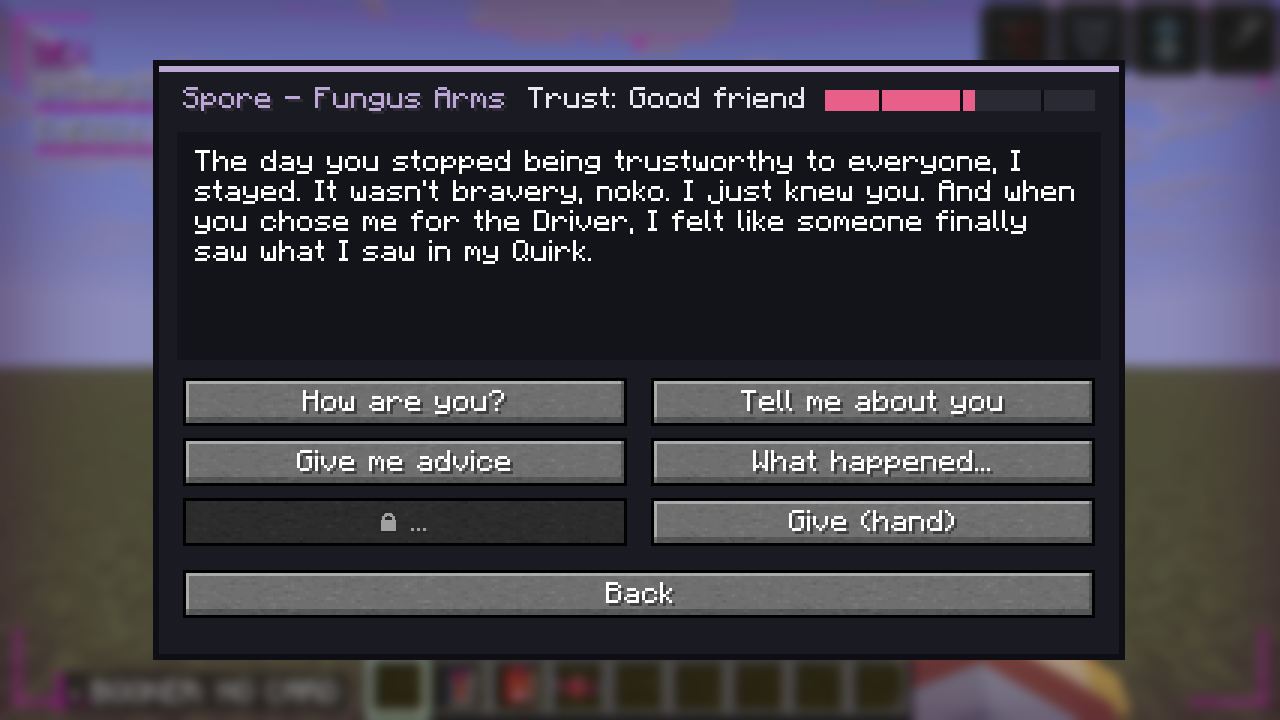 Spore - Fungus Arms Trust: Good friend
The day you stopped being trustworthy to everyone, I
stayed. It wasn't bravery, noko. I just knew you. And when
you chose me for the Driver, I felt like someone finally
saw what I saw in my Quirk.
How are you? Tell me about you
Give me advice What happened...
... Give (hand)
Back